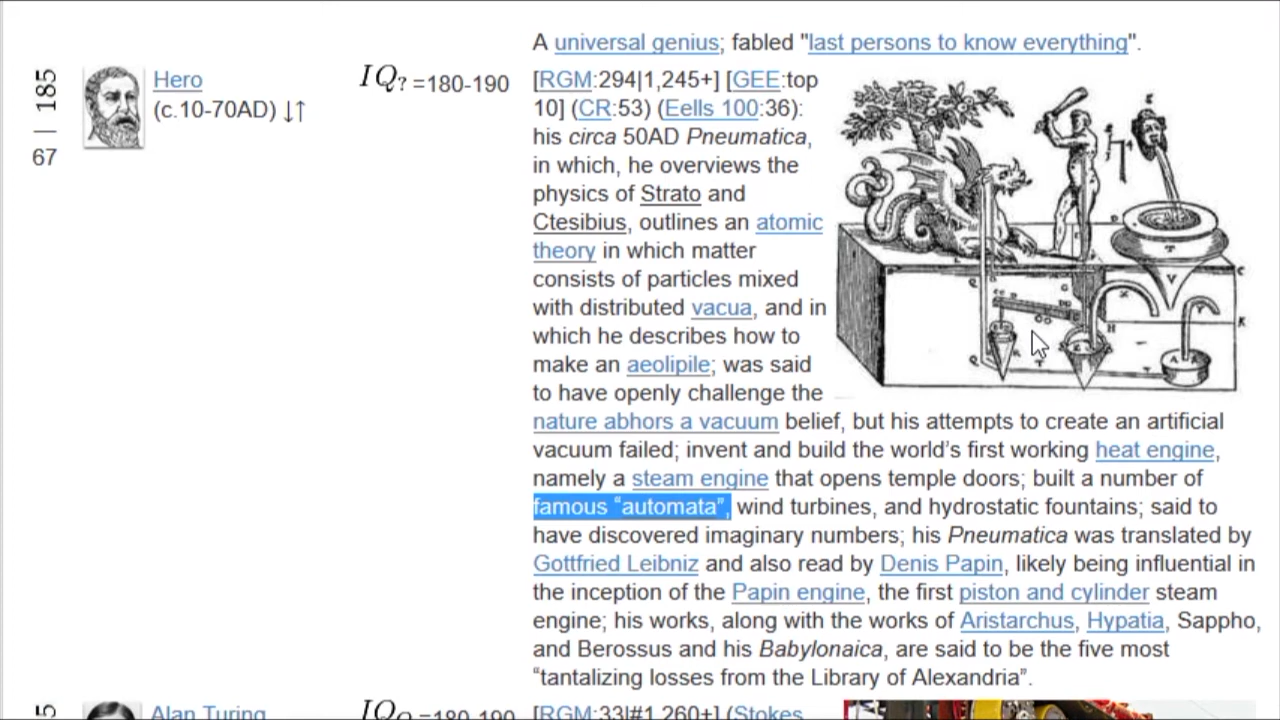 A universal genius; fabled "last persons to know everything".
185
|
67
Hero
(c.10-70AD) ↓↑
IQ? =180-190
[RGM:294|1,245+] [GEE:top
10] (CR:53) (Eells 100:36):
his circa 50AD Pneumatica,
in which, he overviews the
physics of Strato and
Ctesibius, outlines an atomic
theory in which matter
consists of particles mixed
with distributed vacua, and in
which he describes how to
make an aeolipile; was said
to have openly challenge the
nature abhors a vacuum belief, but his attempts to create an artificial
vacuum failed; invent and build the world’s first working heat engine,
namely a steam engine that opens temple doors; built a number of
famous “automata”, wind turbines, and hydrostatic fountains; said to
have discovered imaginary numbers; his Pneumatica was translated by
Gottfried Leibniz and also read by Denis Papin, likely being influential in
the inception of the Papin engine, the first piston and cylinder steam
engine; his works, along with the works of Aristarchus, Hypatia, Sappho,
and Berossus and his Babylonaica, are said to be the five most
“tantalizing losses from the Library of Alexandria”.
Alan Turing
=180-190
[RGM:33|#1,260+] (Stokes